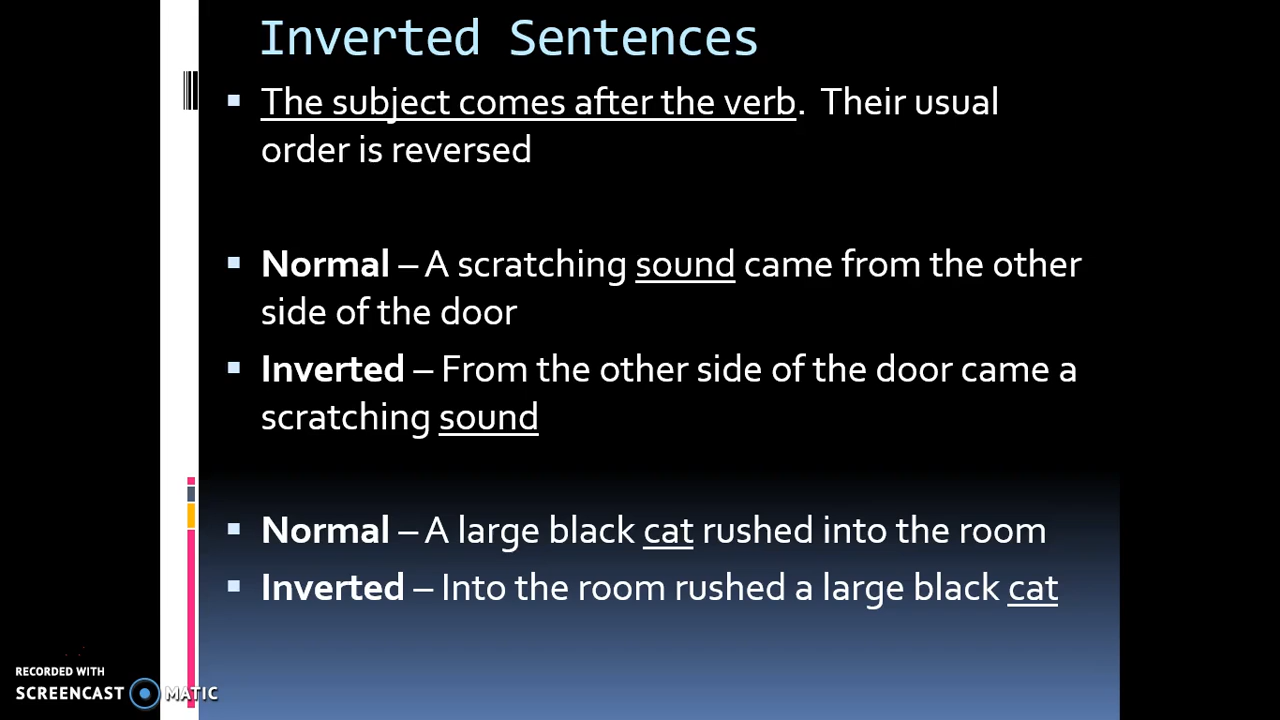 Inverted Sentences
The subject comes after the verb. Their usual
order is reversed
Normal – A scratching sound came from the other
side of the door
Inverted – From the other side of the door came a
scratching sound
Normal – A large black cat rushed into the room
Inverted – Into the room rushed a large black cat
RECORDED WITH
SCREENCAST MATIC